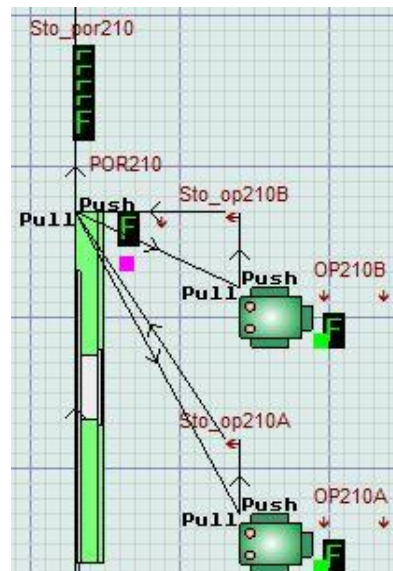 Sto_por210
F
F
F
F
F
POR210
Push
Sto_op210B
Pull
F
Push
OP210B
Pull
F
Sto_op210A
Push
OP210A
Pull
F